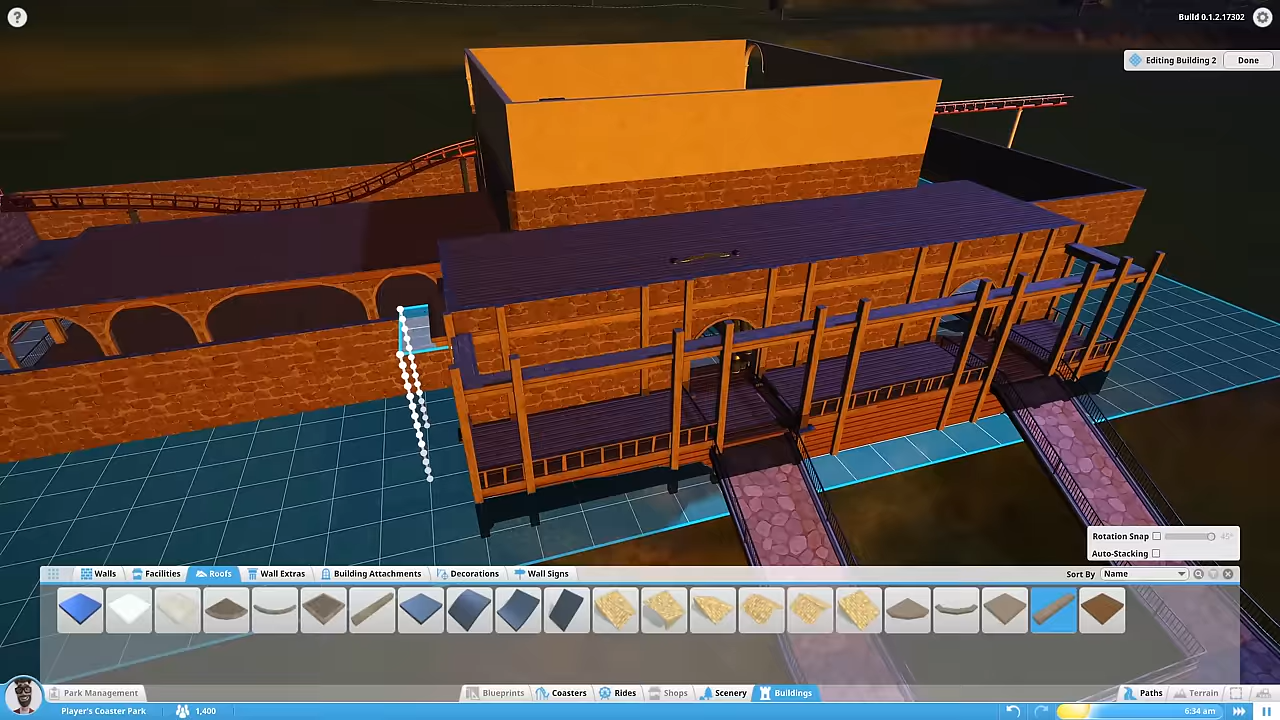 ?
Build 0.1.2.17302
Editing Building 2
Done
Rotation Snap
45°
Auto-Stacking
Walls
Facilities
Roofs
Wall Extras
Building Attachments
Decorations
Wall Signs
Sort By
Name
Park Management
Blueprints
Coasters
Rides
Shops
Scenery
Buildings
Paths
Terrain
Player's Coaster Park
1,400
6:34 am